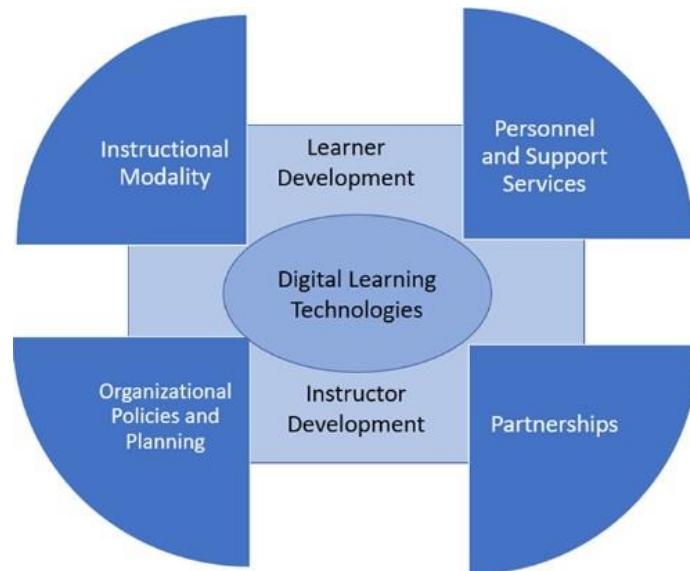 Instructional
Modality
Learner
Development
Personnel
and Support
Services
Digital Learning
Technologies
Organizational
Policies and
Planning
Instructor
Development
Partnerships